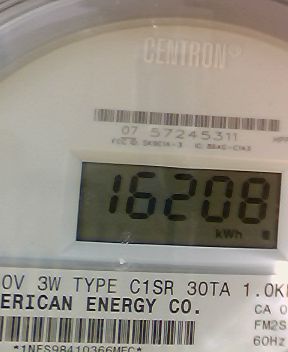 CENTRON®
07 57245311
16208
kWh
0V 3W TYPE C1SR 30TA 1.0K
ERICAN ENERGY CO.
CA 0
FM2S
60Hz